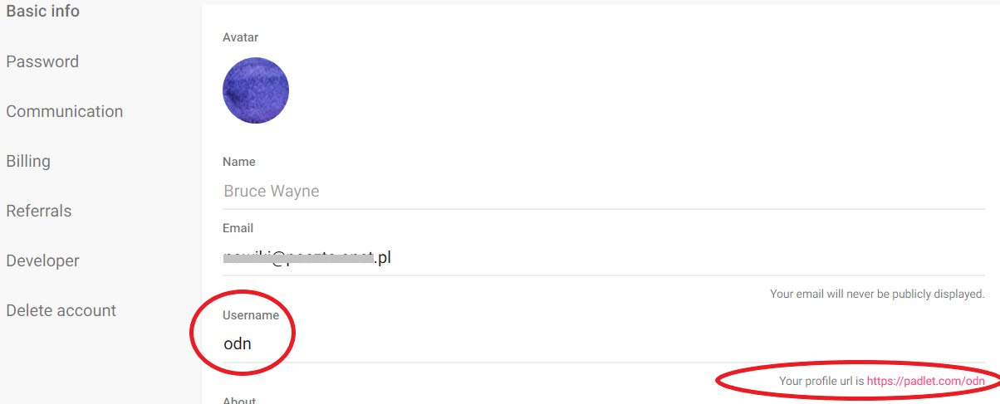 Basic info
Password
Communication
Billing
Referrals
Developer
Delete account
Avatar
Name
Bruce Wayne
Email
.pl
Your email will never be publicly displayed.
Username
odn
Your profile url is https://padlet.com/odn
About